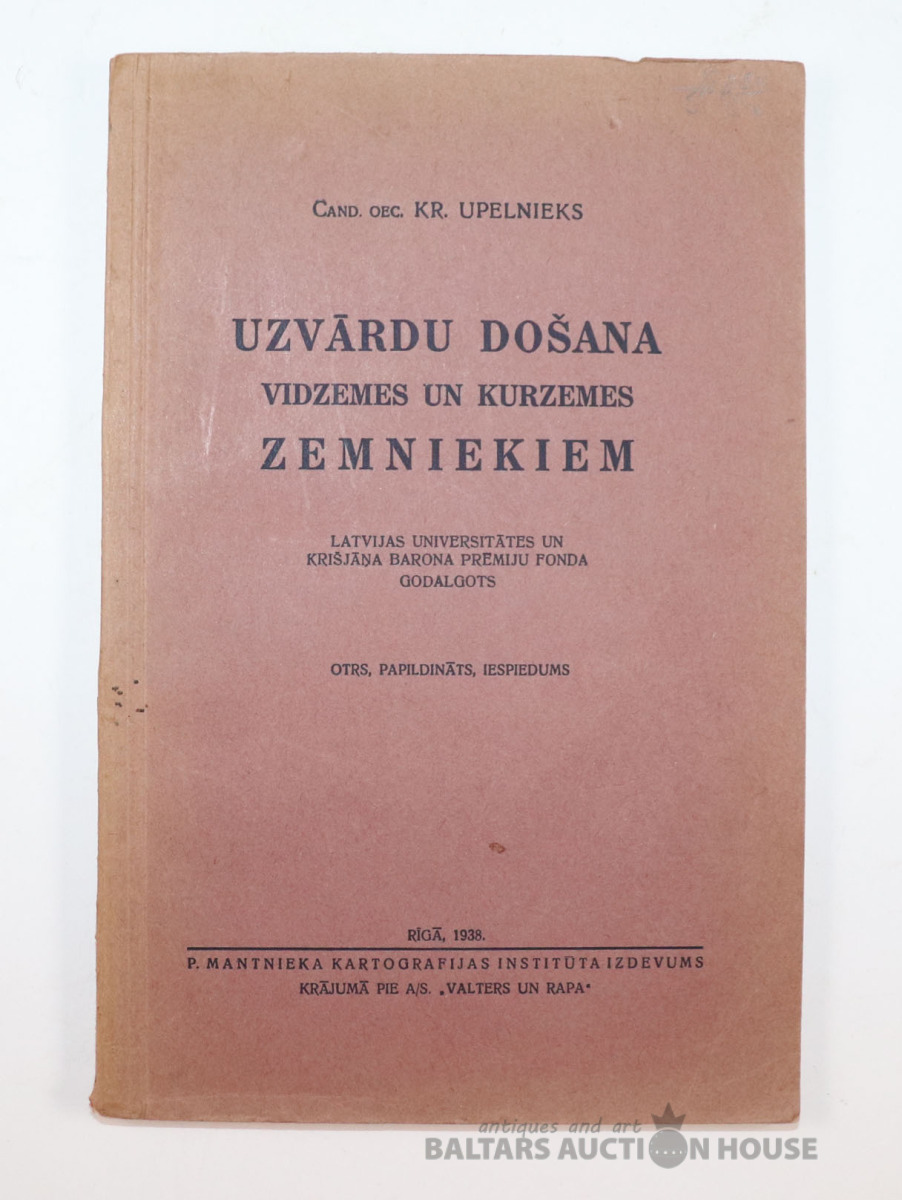 CAND. OEC. KR. UPELNIEKS
UZVĀRDU DOŠANA
VIDZEMES UN KURZEMES
ZEMNIEKIEM
LATVIJAS UNIVERSITĀTES UN
KRIŠJĀŅA BARONA PRĒMIJU FONDA
GODALGOTS
OTRS, PAPILDINĀTS, IESPIEDUMS
RĪGĀ, 1938.
P. MANTNIEKA KARTOGRAFIJAS INSTITŪTA IZDEVUMS
KRĀJUMĀ PIE A/S. „VALTERS UN RAPA"
antiques and art
BALTARS AUCTION HOUSE